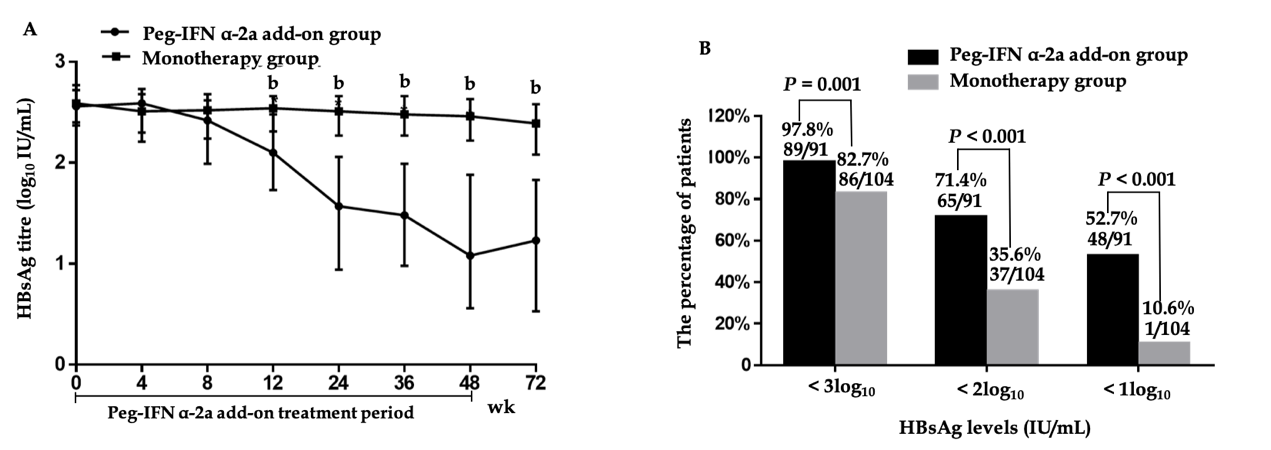 A
Peg-IFN α-2a add-on group
Monotherapy group
HBsAg titre (log10 IU/mL)
3
2
1
0
b b b b b
0 4 8 12 24 36 48 72
Peg-IFN α-2a add-on treatment period
wk
B
Peg-IFN α-2a add-on group
Monotherapy group
The percentage of patients
120%
100%
80%
60%
40%
20%
0
P = 0.001
97.8%
89/91
82.7%
86/104
P < 0.001
71.4%
65/91
35.6%
37/104
P < 0.001
52.7%
48/91
10.6%
1/104
< 3log10 < 2log10 < 1log10
HBsAg levels (IU/mL)